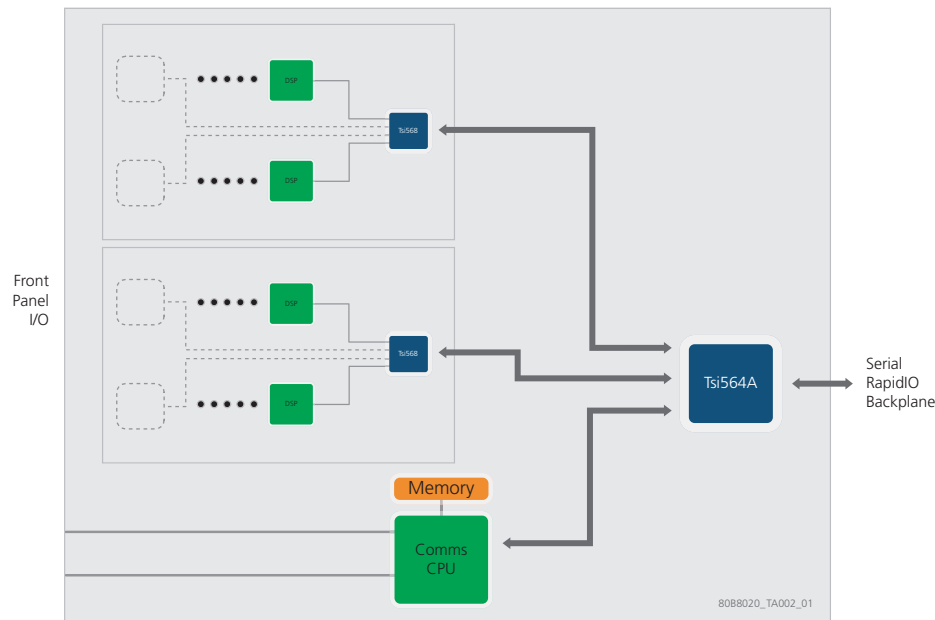 DSP
Tsi568
DSP
Front
Panel
I/O
DSP
Tsi568
DSP
Tsi564A
Serial
RapidIO
Backplane
Memory
Comms
CPU
80B8020_TA002_01